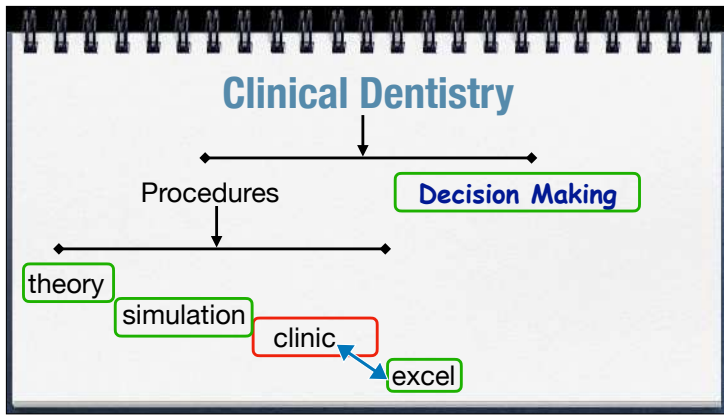 Clinical Dentistry
Procedures
Decision Making
theory
simulation
clinic
excel